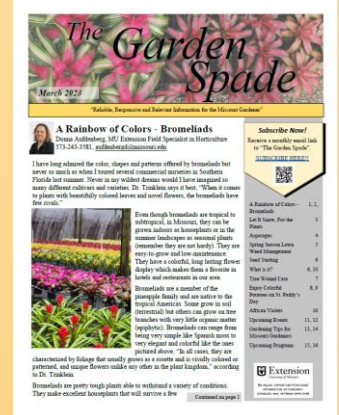 The Garden Spade
March 2023
"Reliable, Responsive and Relevant Information for the Missouri Gardener"
A Rainbow of Colors - Bromeliads
Donna Aufdenberg, MU Extension Field Specialist in Horticulture
573-243-3581, aufdenbergd@missouri.edu
I have long admired the color, shapes and patterns offered by bromeliads but
never so much as when I toured several commercial nurseries in Southern
Florida last summer. Never in my wildest dreams would I have imagined so
many different cultivars and varieties. Dr. Trinklein says it best, "When it comes
to plants with beautifully colored leaves and novel flowers, the bromeliads have
few rivals."
Even though bromeliads are tropical to
subtropical, in Missouri, they can be
grown indoors as houseplants or in the
summer landscapes as seasonal plants
(remember they are not hardy). They are
easy-to-grow and low-maintenance.
They have a colorful, long lasting flower
display which makes them a favorite in
hotels and restaurants in our area.
Bromeliads are a member of the
pineapple family and are native to the
tropical Americas. Some grow in soil
(terrestrial) but others can grow on tree
branches with very little organic matter
(epiphytic). Bromeliads can range from
being very simple like Spanish moss to
very elegant and colorful like the ones
pictured above. "In all cases, they are
characterized by foliage that usually grows as a rosette and is vividly colored or
patterned, and unique flowers unlike any other in the plant kingdom," according
to Dr. Trinklein.
Bromeliads are pretty tough plants able to withstand a variety of conditions.
They make excellent houseplants that will survive a few
Continued on page 2
Subscribe Now!
Receive a monthly email link
to "The Garden Spade".
SUBSCRIBE HERE!!
A Rainbow of Colors - Bromeliads 1, 2,
Let It Snow, For the Plants 3
Asparagus 4
Spring Season Lawn Weed Management 5
Seed Starting 6
What is it? 6, 10
Tree Wound Care 7
Enjoy Colorful Petunias on St. Paddy's Day 8, 9
African Violets 10
Upcoming Events 11, 12
Gardening Tips for Missouri Gardeners 13, 14
Upcoming Programs 15, 16
Extension
University of Missouri